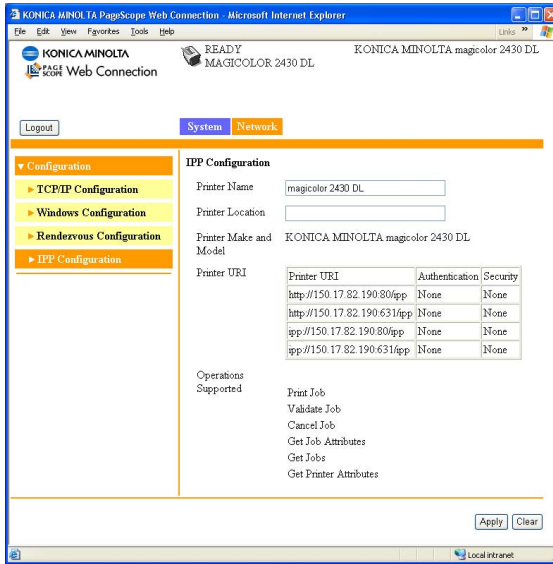 KONICA MINOLTA PageScope Web Connection - Microsoft Internet Explorer
File Edit View Favorites Tools Help Links »
KONICA MINOLTA
PAGE SCOPE Web Connection
READY
MAGICOLOR 2430 DL
KONICA MINOLTA magicolor 2430 DL
Logout
System Network
Configuration
TCP/IP Configuration
Windows Configuration
Rendezvous Configuration
IPP Configuration
IPP Configuration
Printer Name magicolor 2430 DL
Printer Location
Printer Make and Model KONICA MINOLTA magicolor 2430 DL
Printer URI
Printer URI Authentication Security
http://150.17.82.190:80/ipp None None
http://150.17.82.190:631/ipp None None
ipp://150.17.82.190:80/ipp None None
ipp://150.17.82.190:631/ipp None None
Operations Supported
Print Job
Validate Job
Cancel Job
Get Job Attributes
Get Jobs
Get Printer Attributes
Apply Clear
Local intranet